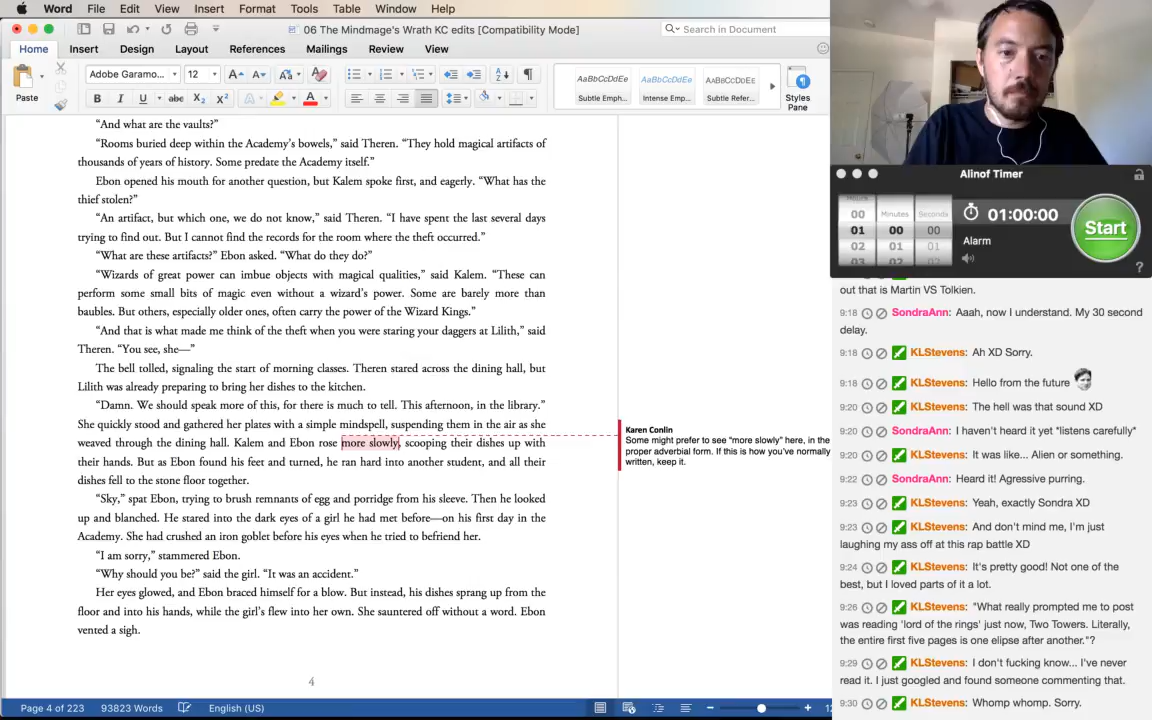 Word File Edit View Insert Format Tools Table Window Help
06 The Mindmage's Wrath KC edits [Compatibility Mode]
Search in Document
Home Insert Design Layout References Mailings Review View
Adobe Garamo... 12
Paste
AaBbCcDdEe AaBbCcDdEe AaBbCcDdEe
Subtle Emph... Intense Emp... Subtle Refer... Styles Pane
“And what are the vaults?”
“Rooms buried deep within the Academy’s bowels,” said Theren. “They hold magical artifacts of
thousands of years of history. Some predate the Academy itself.”
Ebon opened his mouth for another question, but Kalem spoke first, and eagerly. “What has the
thief stolen?”
“An artifact, but which one, we do not know,” said Theren. “I have spent the last several days
trying to find out. But I cannot find the records for the room where the theft occurred.”
“What are these artifacts?” Ebon asked. “What do they do?”
“Wizards of great power can imbue objects with magical qualities,” said Kalem. “These can
perform some small bits of magic even without a wizard’s power. Some are barely more than
baubles. But others, especially older ones, often carry the power of the Wizard Kings.”
“And that is what made me think of the theft when you were staring your daggers at Lilith,” said
Theren. “You see, she—”
The bell tolled, signaling the start of morning classes. Theren stared across the dining hall, but
Lilith was already preparing to bring her dishes to the kitchen.
“Damn. We should speak more of this, for there is much to tell. This afternoon, in the library.”
She quickly stood and gathered her plates with a simple mindspell, suspending them in the air as she
weaved through the dining hall. Kalem and Ebon rose more slowly, scooping their dishes up with
their hands. But as Ebon found his feet and turned, he ran hard into another student, and all their
dishes fell to the stone floor together.
“Sky,” spat Ebon, trying to brush remnants of egg and porridge from his sleeve. Then he looked
up and blanched. He stared into the dark eyes of a girl he had met before—on his first day in the
Academy. She had crushed an iron goblet before his eyes when he tried to befriend her.
“I am sorry,” stammered Ebon.
“Why should you be?” said the girl. “It was an accident.”
Her eyes glowed, and Ebon braced himself for a blow. But instead, his dishes sprang up from the
floor and into his hands, while the girl’s flew into her own. She sauntered off without a word. Ebon
vented a sigh.
4
Karen Conlin
Some might prefer to see “more slowly” here, in the
proper adverbial form. If this is how you’ve normally
written, keep it.
Page 4 of 223 93823 Words English (US)
Alinof Timer
Minutes Seconds
00
01 00 00
02 01 01
01:00:00
Alarm
Start
?
out that is Martin VS Tolkien.
9:18 SondraAnn: Aaah, now I understand. My 30 second
delay.
9:18 KLStevens: Ah XD Sorry.
9:18 KLStevens: Hello from the future
9:20 KLStevens: The hell was that sound XD
9:20 SondraAnn: I haven't heard it yet *listens carefully*
9:20 KLStevens: It was like... Alien or something.
9:22 SondraAnn: Heard it! Agressive purring.
9:23 KLStevens: Yeah, exactly Sondra XD
9:23 KLStevens: And don't mind me, I'm just
laughing my ass off at this rap battle XD
9:24 KLStevens: It's pretty good! Not one of the
best, but I loved parts of it a lot.
9:26 KLStevens: "What really prompted me to post
was reading 'lord of the rings' just now, Two Towers. Literally,
the entire first five pages is one elipse after another."?
9:29 KLStevens: I don't fucking know... I've never
read it. I just googled and found someone commenting that.
9:30 KLStevens: Whomp whomp. Sorry.